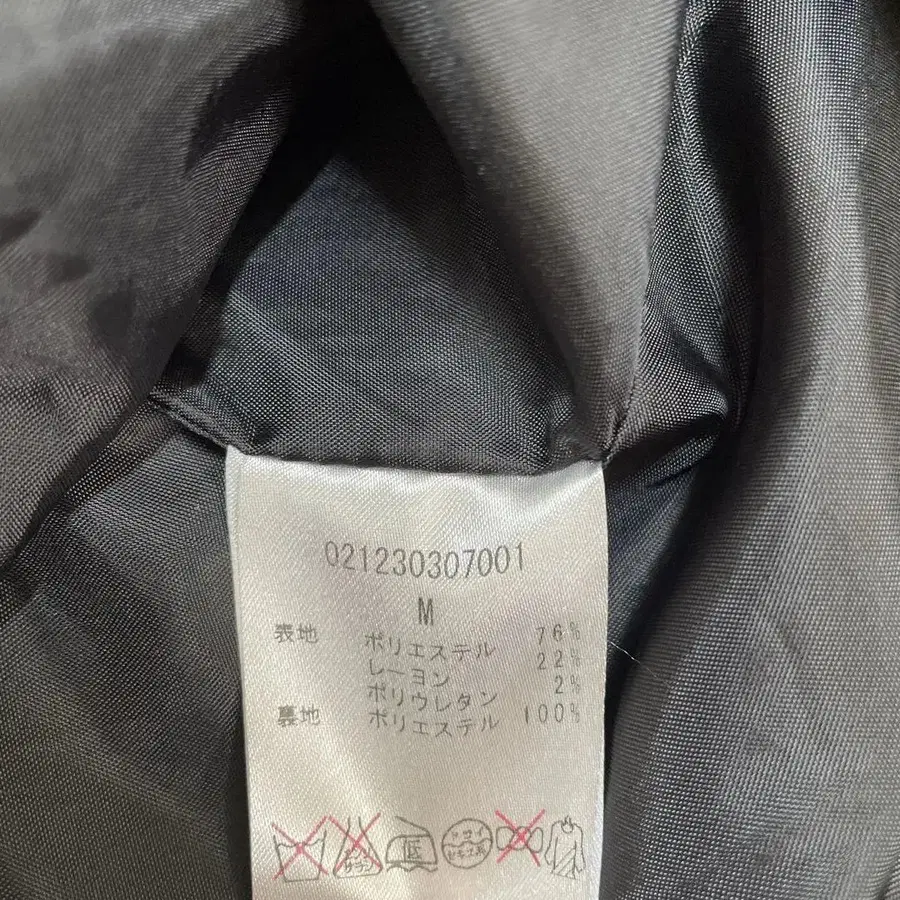 021230307001
M
表地 ポリエステル 76%
レーヨン 22%
ポリウレタン 2%
裏地 ポリエステル 100%
低